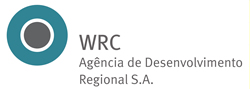 WRC
Agência de Desenvolvimento
Regional S.A.